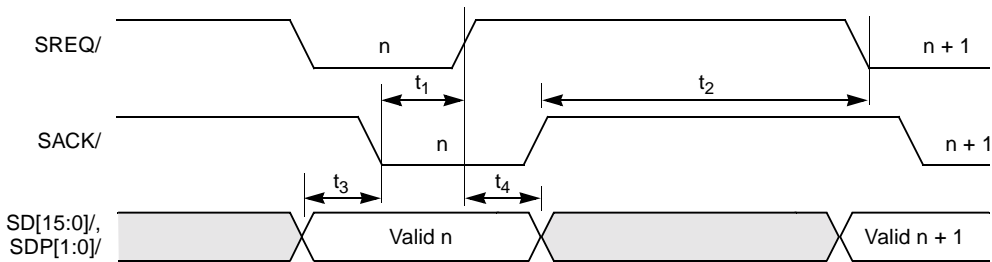 SREQ/
n
n + 1
t1
t2
SACK/
n
n + 1
t3
t4
SD[15:0]/,
SDP[1:0]/
Valid n
Valid n + 1